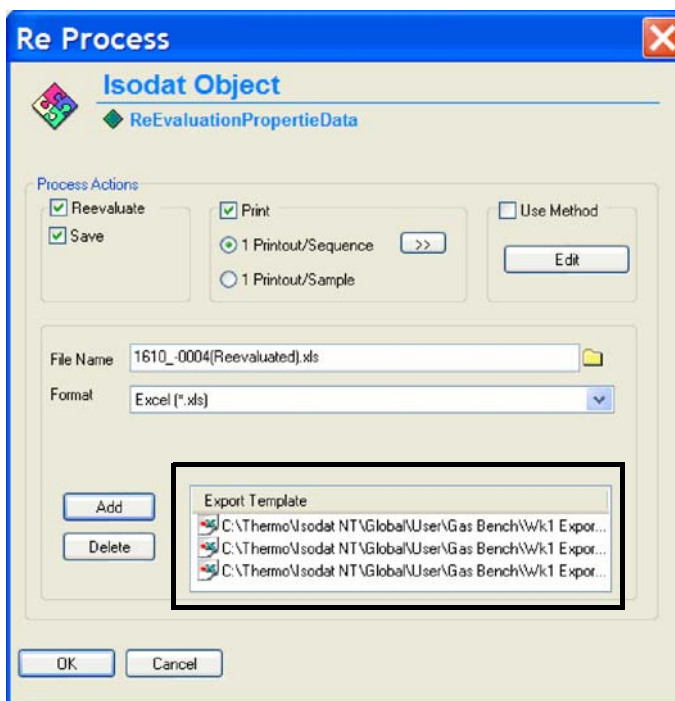 Re Process
Isodat Object
ReEvaluationPropertieData
Process Actions
Reevaluate
Save
Print
1 Printout/Sequence
>>
1 Printout/Sample
Use Method
Edit
File Name
1610_-0004(Reevaluated).xls
Format
Excel (*.xls)
Add
Delete
Export Template
C:\Thermo\Isodat NT\Global\User\Gas Bench\Wk1 Expor...
C:\Thermo\Isodat NT\Global\User\Gas Bench\Wk1 Expor...
C:\Thermo\Isodat NT\Global\User\Gas Bench\Wk1 Expor...
OK
Cancel